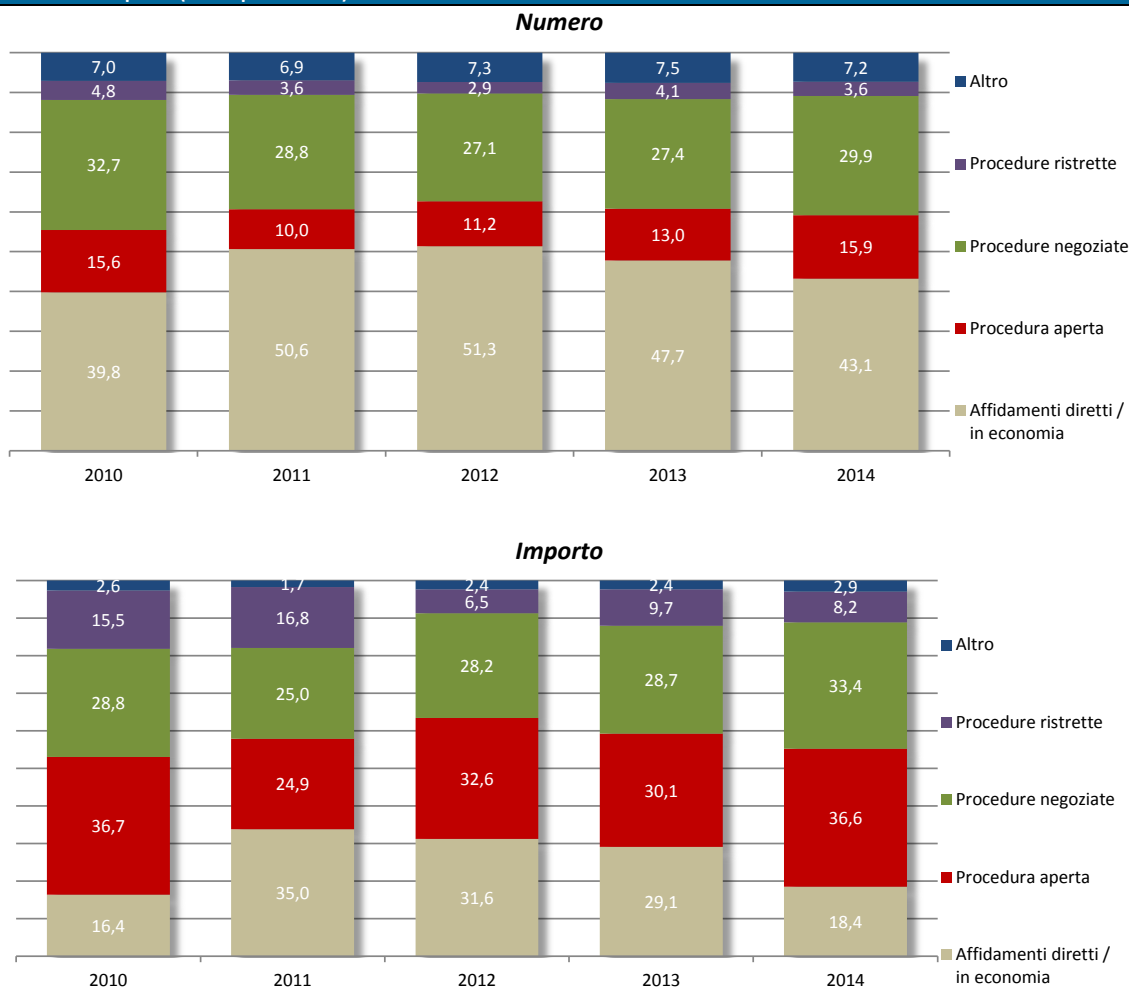 Numero
7,0 6,9 7,3 7,5 7,2
4,8 3,6 2,9 4,1 3,6
32,7 28,8 27,1 27,4 29,9
15,6 10,0 11,2 13,0 15,9
39,8 50,6 51,3 47,7 43,1
2010 2011 2012 2013 2014
Altro
Procedure ristrette
Procedure negoziate
Procedura aperta
Affidamenti diretti /
in economia
Importo
2,6 1,7 2,4 2,4 2,9
15,5 16,8 6,5 9,7 8,2
28,8 25,0 28,2 28,7 33,4
36,7 24,9 32,6 30,1 36,6
16,4 35,0 31,6 29,1 18,4
2010 2011 2012 2013 2014
Altro
Procedure ristrette
Procedure negoziate
Procedura aperta
Affidamenti diretti /
in economia